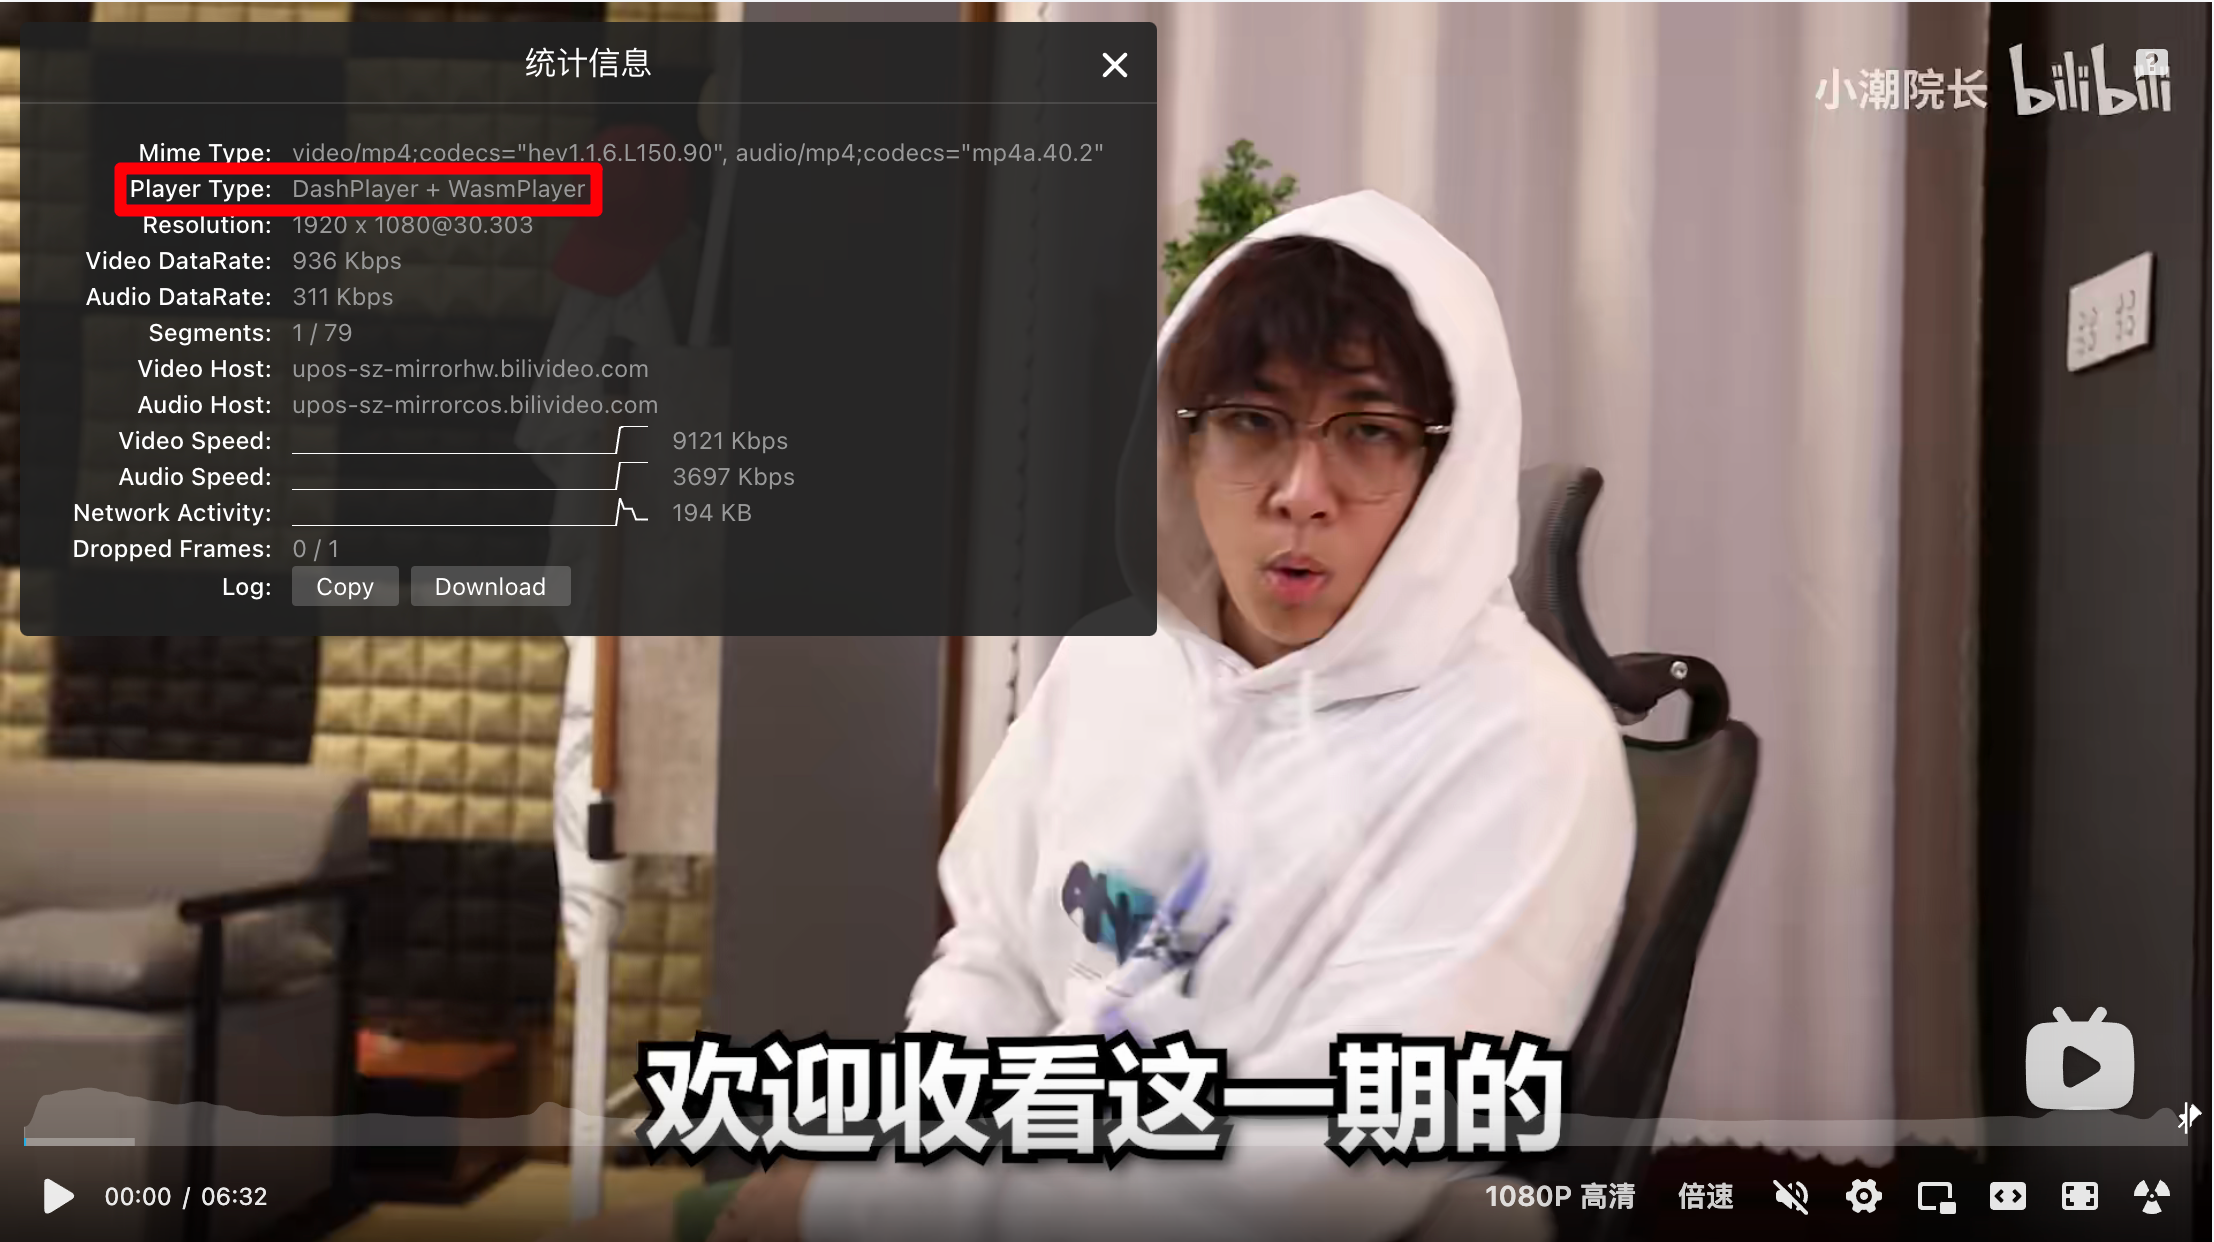 统计信息
小潮院长 bilibili
Mime Type: video/mp4;codecs="hev1.1.6.L150.90", audio/mp4;codecs="mp4a.40.2"
Player Type: DashPlayer + WasmPlayer
Resolution: 1920 x 1080@30.303
Video DataRate: 936 Kbps
Audio DataRate: 311 Kbps
Segments: 1 / 79
Video Host: upos-sz-mirrorhw.bilivideo.com
Audio Host: upos-sz-mirrorcos.bilivideo.com
Video Speed: 9121 Kbps
Audio Speed: 3697 Kbps
Network Activity: 194 KB
Dropped Frames: 0 / 1
Log: Copy Download
欢迎收看这一期的
00:00 / 06:32 1080P 高清 倍速